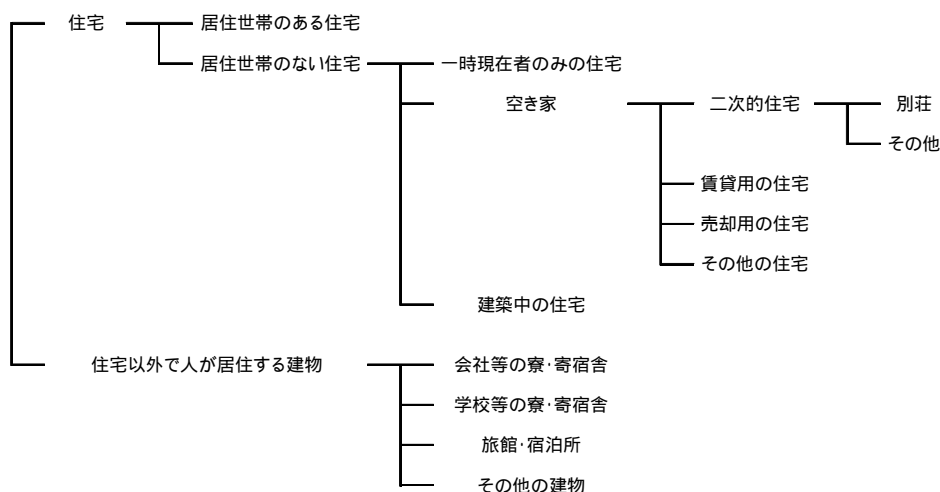 住宅
居住世帯のある住宅
居住世帯のない住宅
一時現在者のみの住宅
空き家
二次的住宅
別荘
その他
賃貸用の住宅
売却用の住宅
その他の住宅
建築中の住宅
住宅以外で人が居住する建物
会社等の寮・寄宿舎
学校等の寮・寄宿舎
旅館・宿泊所
その他の建物